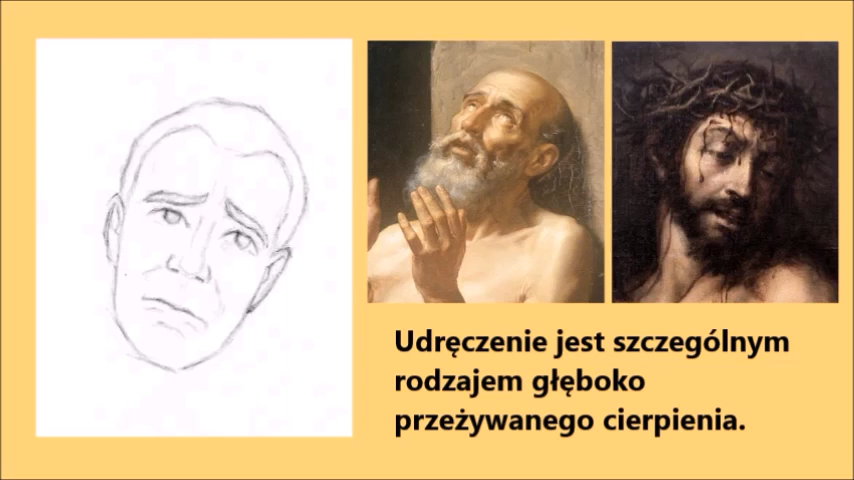 Udręczenie jest szczególnym
rodzajem głęboko
przeżywanego cierpienia.